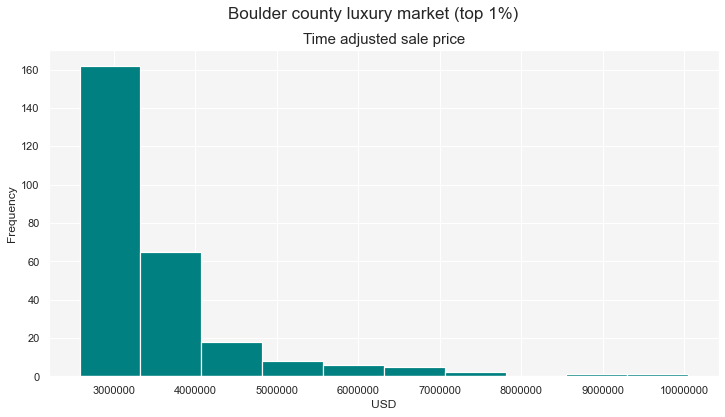 Boulder county luxury market (top 1%)
Time adjusted sale price
160
140
120
100
80
60
40
20
0
Frequency
3000000 4000000 5000000 6000000 7000000 8000000 9000000 10000000
USD